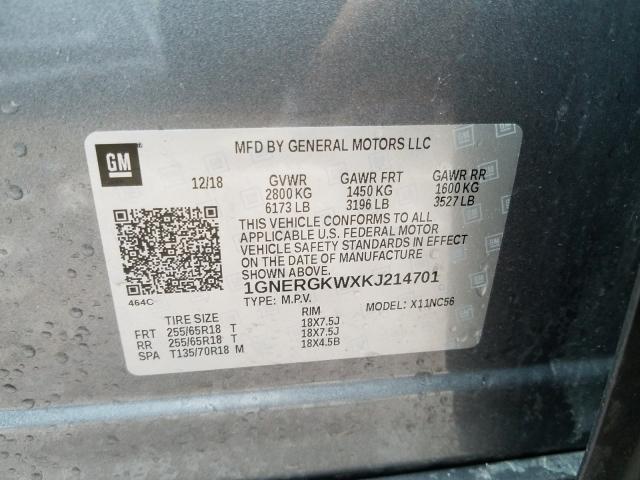 GM
MFD BY GENERAL MOTORS LLC
12/18 GVWR GAWR FRT GAWR RR
2800 KG 1450 KG 1600 KG
6173 LB 3196 LB 3527 LB
THIS VEHICLE CONFORMS TO ALL
APPLICABLE U.S. FEDERAL MOTOR
VEHICLE SAFETY STANDARDS IN EFFECT
ON THE DATE OF MANUFACTURE
SHOWN ABOVE.
464C
1GNERGKWXKJ214701
TYPE: M.P.V. MODEL: X11NC56
TIRE SIZE RIM
FRT 255/65R18 T 18X7.5J
RR 255/65R18 T 18X7.5J
SPA T135/70R18 M 18X4.5B